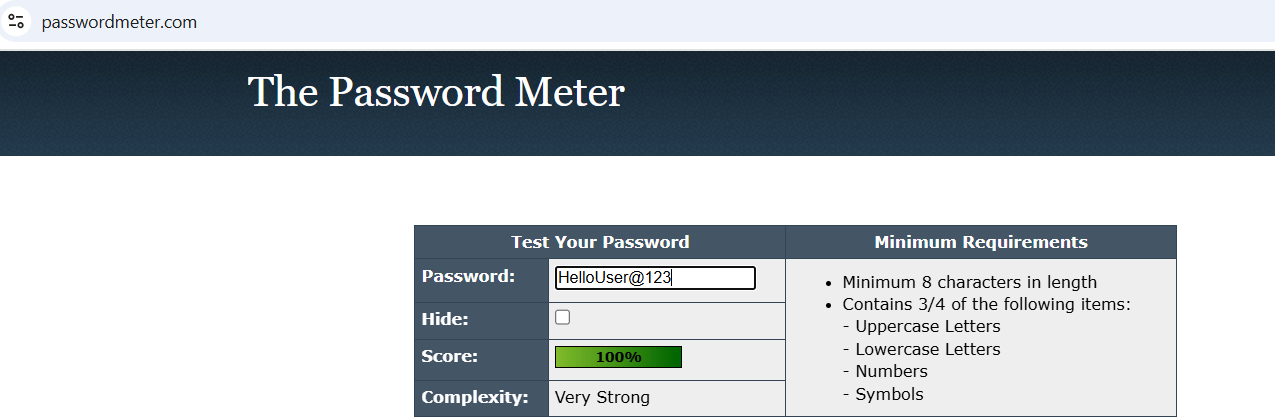 passwordmeter.com
The Password Meter
Test Your Password
Minimum Requirements
Password:
HelloUser@123
Hide:
Score:
100%
Complexity:
Very Strong
Minimum 8 characters in length
Contains 3/4 of the following items:
- Uppercase Letters
- Lowercase Letters
- Numbers
- Symbols